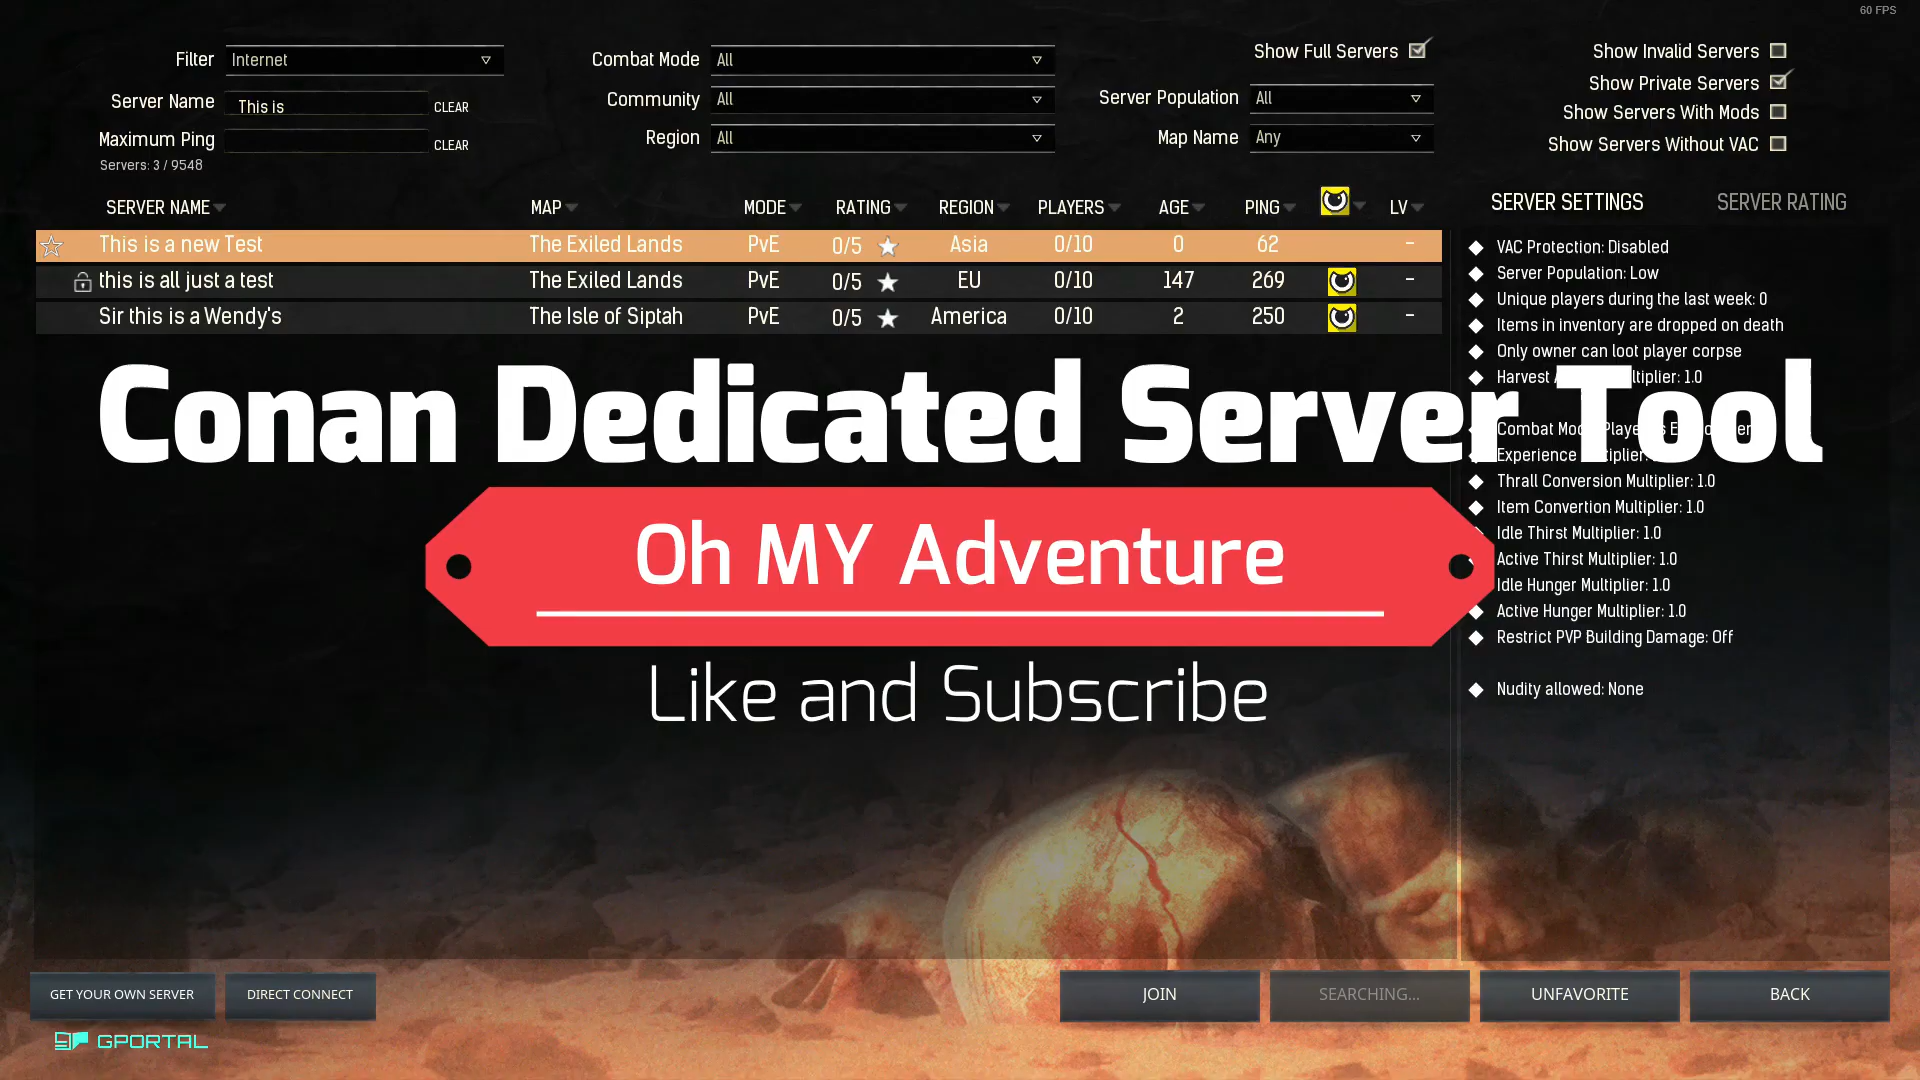 60 FPS
Filter Internet
Combat Mode All
Show Full Servers
Show Invalid Servers
Server Name This is CLEAR
Community All
Server Population All
Show Private Servers
Maximum Ping CLEAR
Region All
Map Name Any
Show Servers With Mods
Show Servers Without VAC
Servers: 3 / 9548
SERVER NAME MAP MODE RATING REGION PLAYERS AGE PING LV
This is a new Test The Exiled Lands PvE 0/5 Asia 0/10 0 62 -
this is all just a test The Exiled Lands PvE 0/5 EU 0/10 147 269 -
Sir this is a Wendy's The Isle of Siptah PvE 0/5 America 0/10 2 250 -
SERVER SETTINGS SERVER RATING
VAC Protection: Disabled
Server Population: Low
Unique players during the last week: 0
Items in inventory are dropped on death
Only owner can loot player corpse
Harvest 1.0
Combat
Experience
Thrall Conversion Multiplier: 1.0
Item Convertion Multiplier: 1.0
Idle Thirst Multiplier: 1.0
Active Thirst Multiplier: 1.0
Idle Hunger Multiplier: 1.0
Active Hunger Multiplier: 1.0
Restrict PVP Building Damage: Off
Nudity allowed: None
Conan Dedicated Server Tool
Oh MY Adventure
Like and Subscribe
GET YOUR OWN SERVER
DIRECT CONNECT
JOIN
SEARCHING...
UNFAVORITE
BACK
GPORTAL